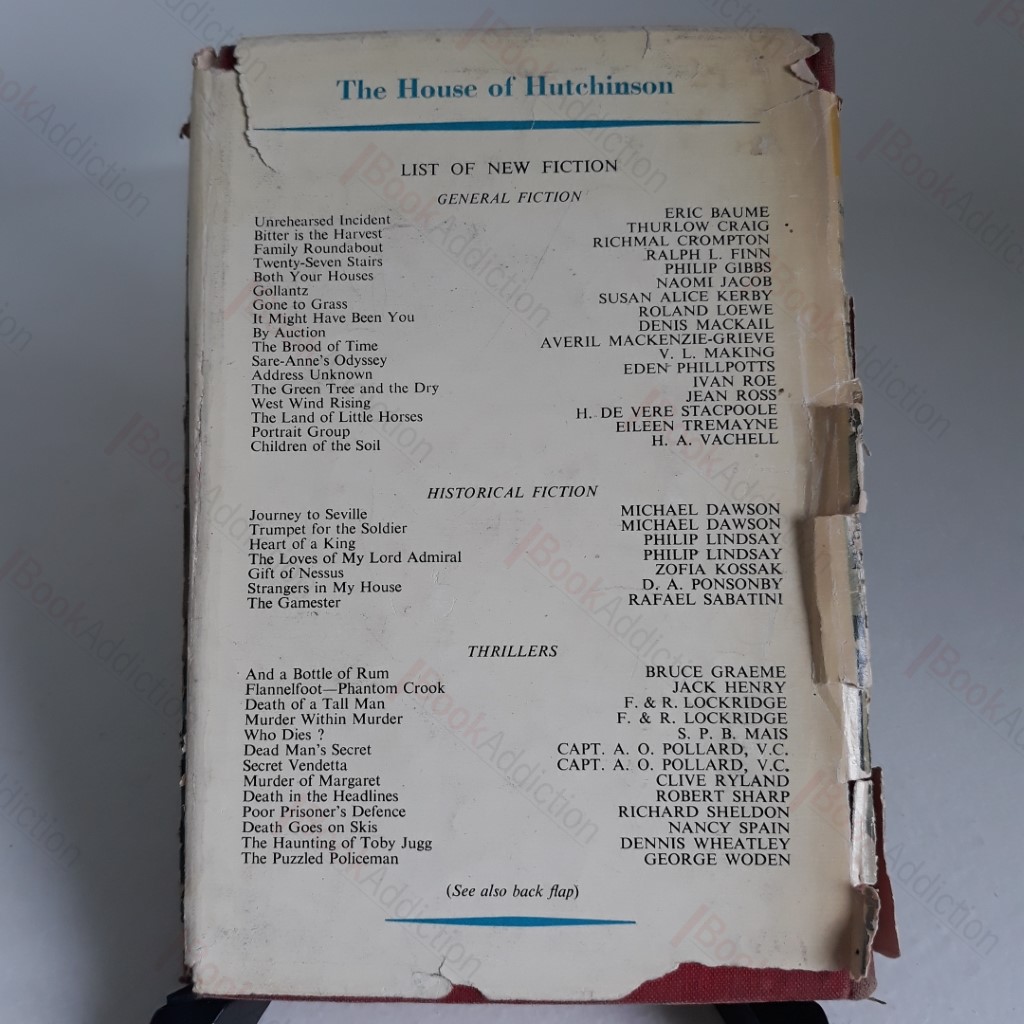 The House of Hutchinson
LIST OF NEW FICTION
GENERAL FICTION
Unrehearsed Incident ERIC BAUME
Bitter is the Harvest THURLOW CRAIG
Family Roundabout RICHMAL CROMPTON
Twenty-Seven Stairs RALPH L. FINN
Both Your Houses PHILIP GIBBS
Gollantz NAOMI JACOB
Gone to Grass SUSAN ALICE KERBY
It Might Have Been You ROLAND LOEWE
By Auction DENIS MACKAIL
The Brood of Time AVERIL MACKENZIE-GRIEVE
Sare-Anne's Odyssey V. L. MAKING
Address Unknown EDEN PHILLPOTTS
The Green Tree and the Dry IVAN ROE
West Wind Rising JEAN ROSS
The Land of Little Horses H. DE VERE STACPOOLE
Portrait Group EILEEN TREMAYNE
Children of the Soil H. A. VACHELL
HISTORICAL FICTION
Journey to Seville MICHAEL DAWSON
Trumpet for the Soldier MICHAEL DAWSON
Heart of a King PHILIP LINDSAY
The Loves of My Lord Admiral PHILIP LINDSAY
Gift of Nessus ZOFIA KOSSAK
Strangers in My House D. A. PONSONBY
The Gamester RAFAEL SABATINI
THRILLERS
And a Bottle of Rum BRUCE GRAEME
Flannelfoot—Phantom Crook JACK HENRY
Death of a Tall Man F. & R. LOCKRIDGE
Murder Within Murder F. & R. LOCKRIDGE
Who Dies ? S. P. B. MAIS
Dead Man's Secret CAPT. A. O. POLLARD, V.C.
Secret Vendetta CAPT. A. O. POLLARD, V.C.
Murder of Margaret CLIVE RYLAND
Death in the Headlines ROBERT SHARP
Poor Prisoner's Defence RICHARD SHELDON
Death Goes on Skis NANCY SPAIN
The Haunting of Toby Jugg DENNIS WHEATLEY
The Puzzled Policeman GEORGE WODEN
(See also back flap)
BookAddiction